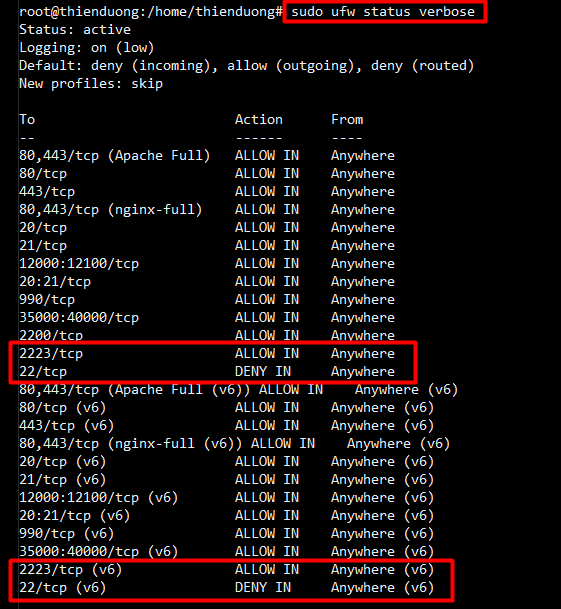 root@thienduong:/home/thienduong# sudo ufw status verbose
Status: active
Logging: on (low)
Default: deny (incoming), allow (outgoing), deny (routed)
New profiles: skip

To                         Action      From
--                         ------      ----
80,443/tcp (Apache Full)   ALLOW IN    Anywhere
80/tcp                     ALLOW IN    Anywhere
443/tcp                    ALLOW IN    Anywhere
80,443/tcp (nginx-full)    ALLOW IN    Anywhere
20/tcp                     ALLOW IN    Anywhere
21/tcp                     ALLOW IN    Anywhere
12000:12100/tcp            ALLOW IN    Anywhere
20:21/tcp                  ALLOW IN    Anywhere
990/tcp                    ALLOW IN    Anywhere
35000:40000/tcp            ALLOW IN    Anywhere
2200/tcp                   ALLOW IN    Anywhere
2223/tcp                   ALLOW IN    Anywhere
22/tcp                     DENY IN     Anywhere
80,443/tcp (Apache Full (v6)) ALLOW IN    Anywhere (v6)
80/tcp (v6)                ALLOW IN    Anywhere (v6)
443/tcp (v6)               ALLOW IN    Anywhere (v6)
80,443/tcp (nginx-full (v6)) ALLOW IN    Anywhere (v6)
20/tcp (v6)                ALLOW IN    Anywhere (v6)
21/tcp (v6)                ALLOW IN    Anywhere (v6)
12000:12100/tcp (v6)       ALLOW IN    Anywhere (v6)
20:21/tcp (v6)             ALLOW IN    Anywhere (v6)
990/tcp (v6)               ALLOW IN    Anywhere (v6)
35000:40000/tcp (v6)       ALLOW IN    Anywhere (v6)
2223/tcp (v6)              ALLOW IN    Anywhere (v6)
22/tcp (v6)                DENY IN     Anywhere (v6)